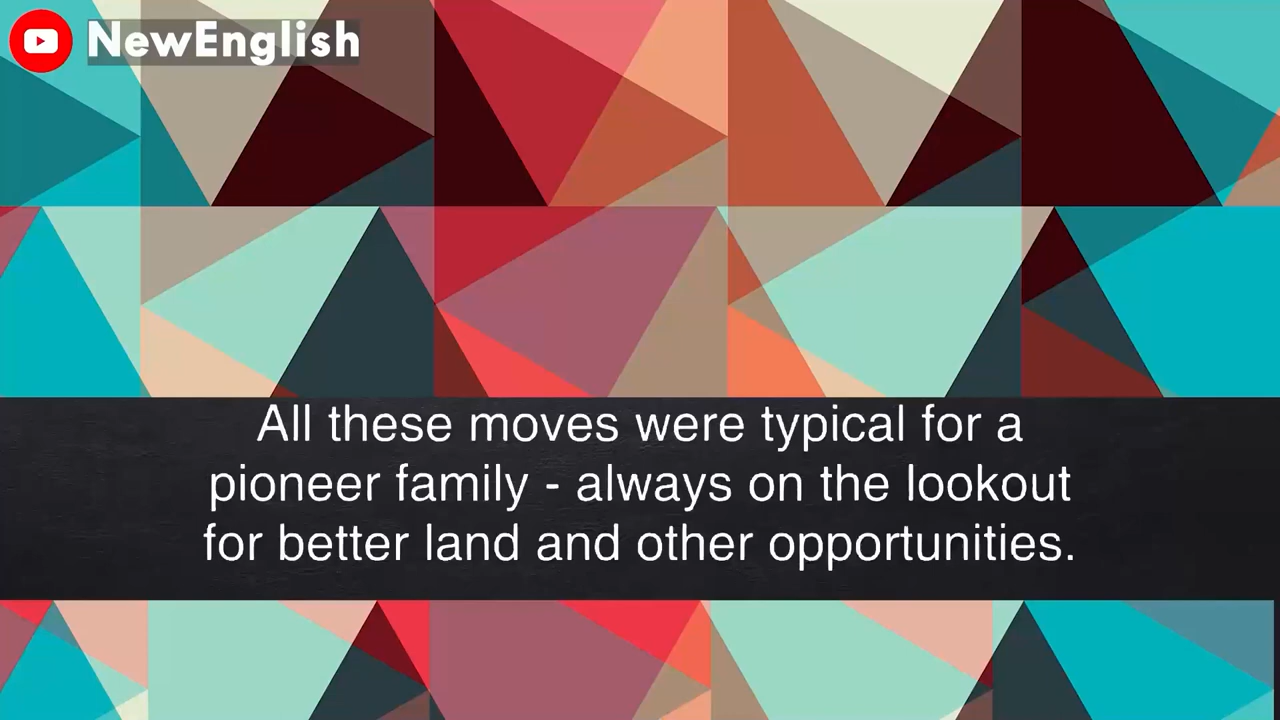 NewEnglish
All these moves were typical for a
pioneer family - always on the lookout
for better land and other opportunities.